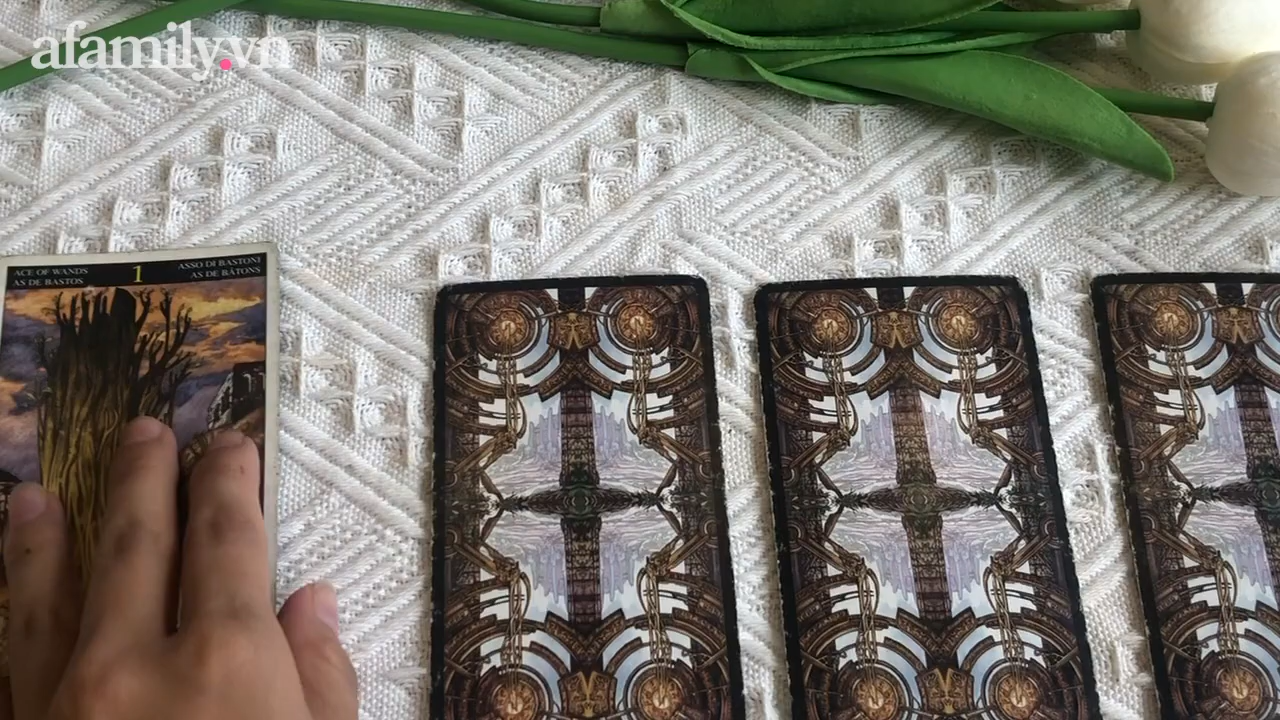 afamily.vn
ACE OF WANDS
AS DE BASTOS
1
ASSO DI BASTONI
AS DE BÂTONS